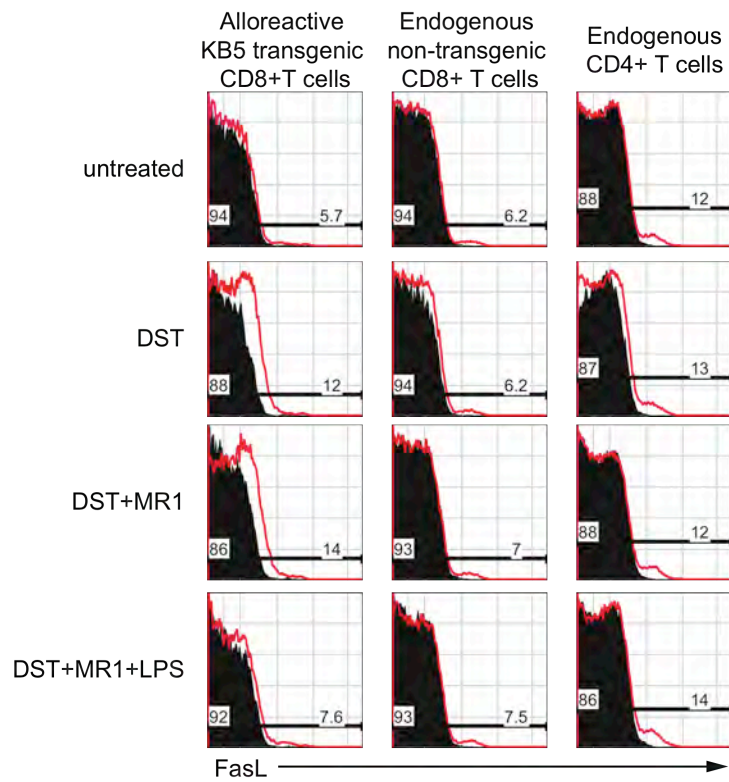 Alloreactive
KB5 transgenic
CD8+T cells
Endogenous
non-transgenic
CD8+ T cells
Endogenous
CD4+ T cells
untreated
94 5.7
94 6.2
88 12
DST
88 12
94 6.2
87 13
DST+MR1
86 14
93 7
88 12
DST+MR1+LPS
92 7.6
93 7.5
86 14
FasL